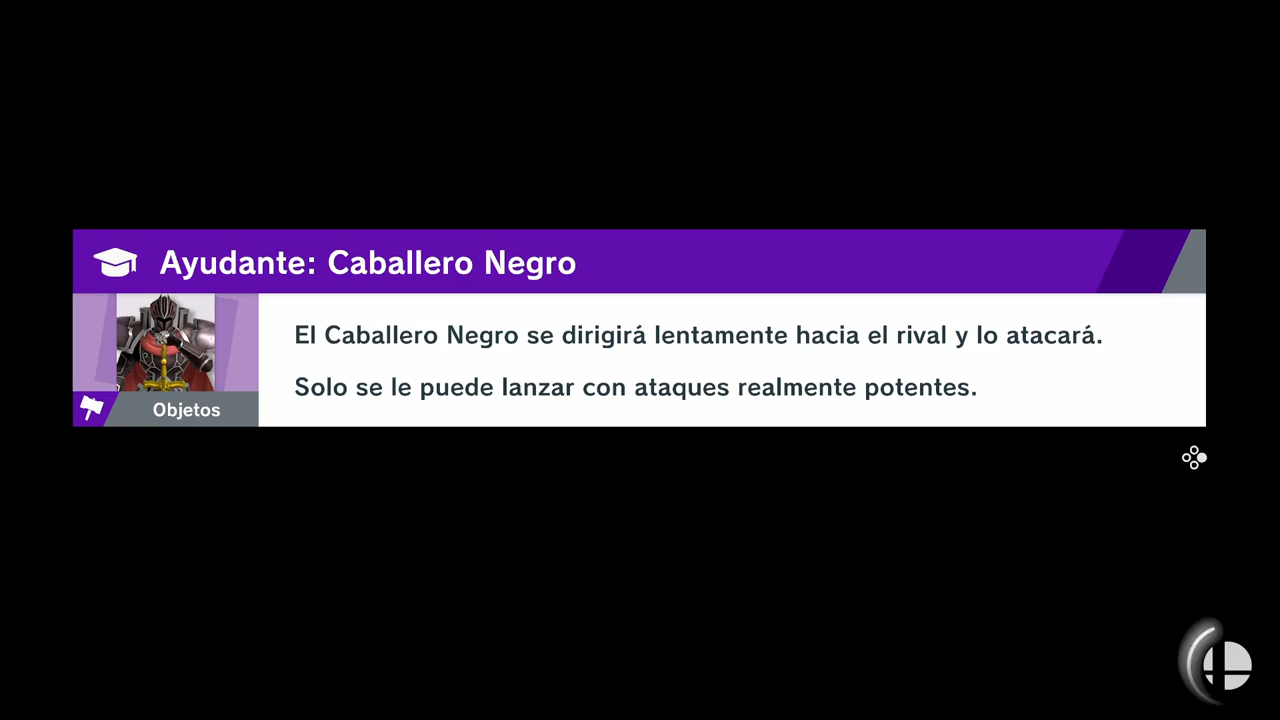 Ayudante: Caballero Negro
El Caballero Negro se dirigirá lentamente hacia el rival y lo atacará.
Solo se le puede lanzar con ataques realmente potentes.
Objetos